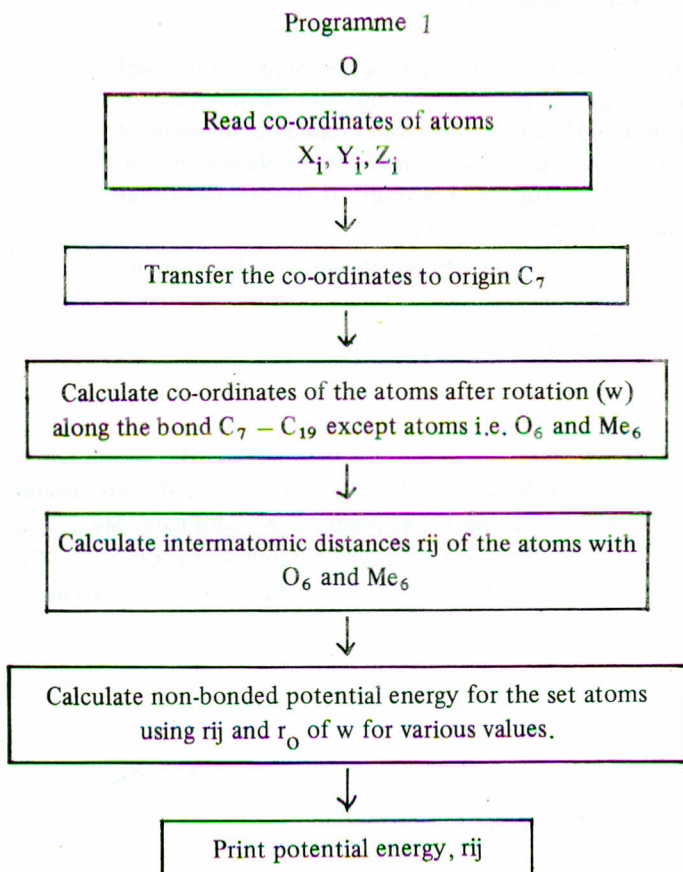 Programme 1
O
Read co-ordinates of atoms
Xi, Yi, Zi
Transfer the co-ordinates to origin C7
Calculate co-ordinates of the atoms after rotation (w)
along the bond C7 – C19 except atoms i.e. O6 and Me6
Calculate intermatomic distances rij of the atoms with
O6 and Me6
Calculate non-bonded potential energy for the set atoms
using rij and ro of w for various values.
Print potential energy, rij